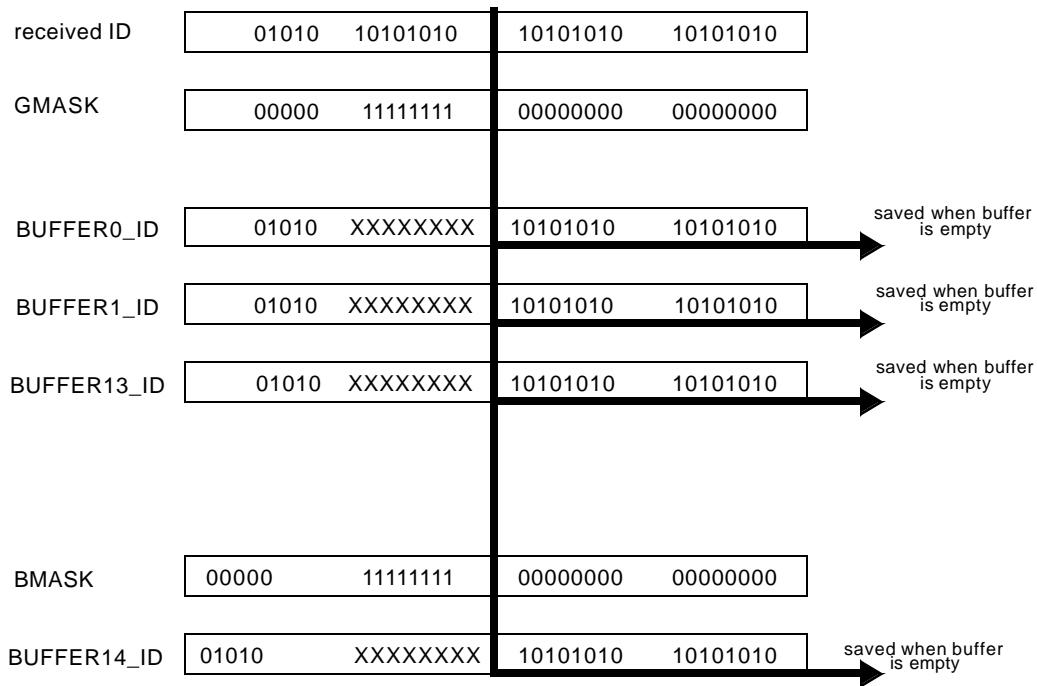 received ID 01010 10101010 10101010 10101010
GMASK 00000 11111111 00000000 00000000
BUFFER0_ID 01010 XXXXXXXX 10101010 10101010 saved when buffer
is empty
BUFFER1_ID 01010 XXXXXXXX 10101010 10101010 saved when buffer
is empty
BUFFER13_ID 01010 XXXXXXXX 10101010 10101010 saved when buffer
is empty
BMASK 00000 11111111 00000000 00000000
BUFFER14_ID 01010 XXXXXXXX 10101010 10101010 saved when buffer
is empty